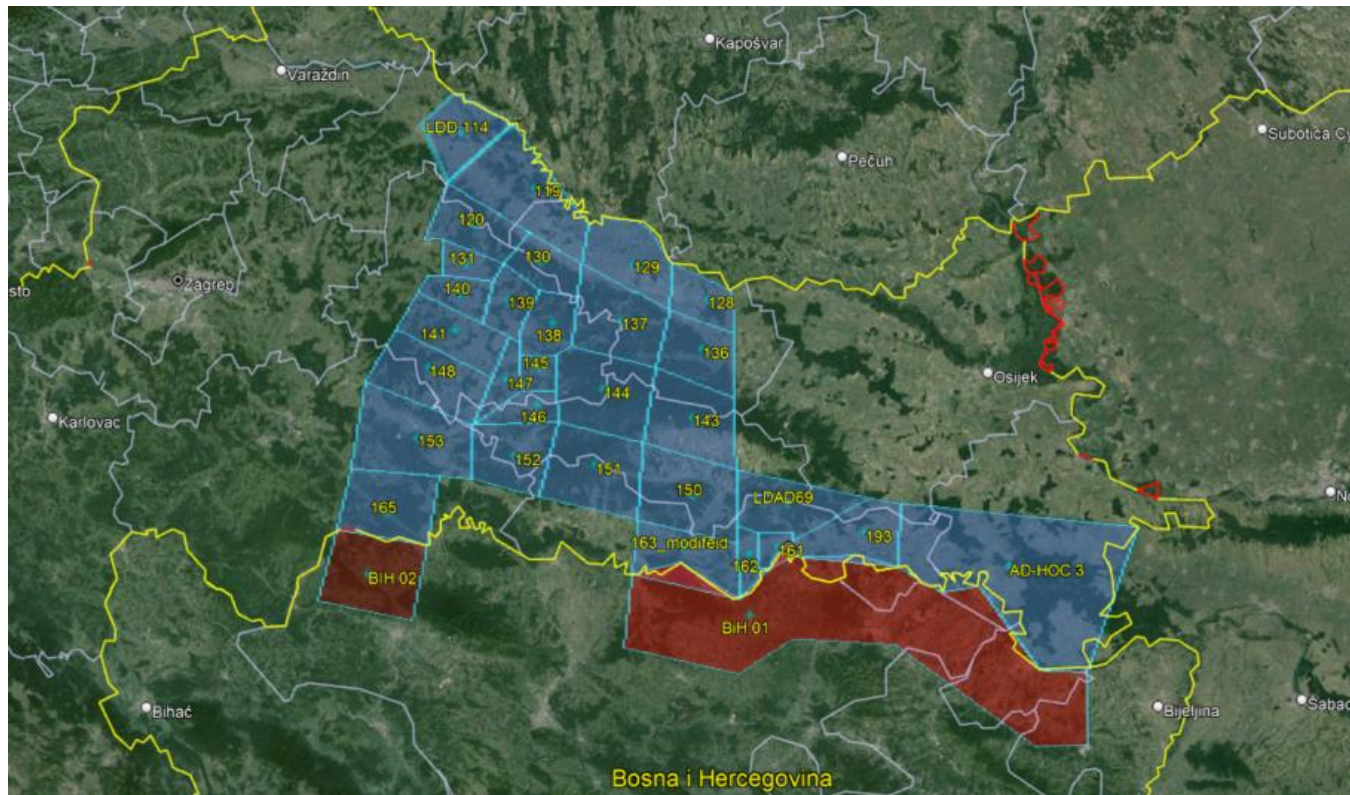 Kapošvar
Varaždin
Subotica Cy
LDD 114
Pečuh
119
120
130
131
129
Zagreb
sto
140
139
128
137
138
141
136
145
148
Osijek
147
144
146
143
Karlovac
153
152
151
150
LDAD69
No
165
193
163_modifeid
161
162
AD-HOC 3
BIH 02
BiH 01
Bihać
Bijeljina
Šabac
Bosna i Hercegovina